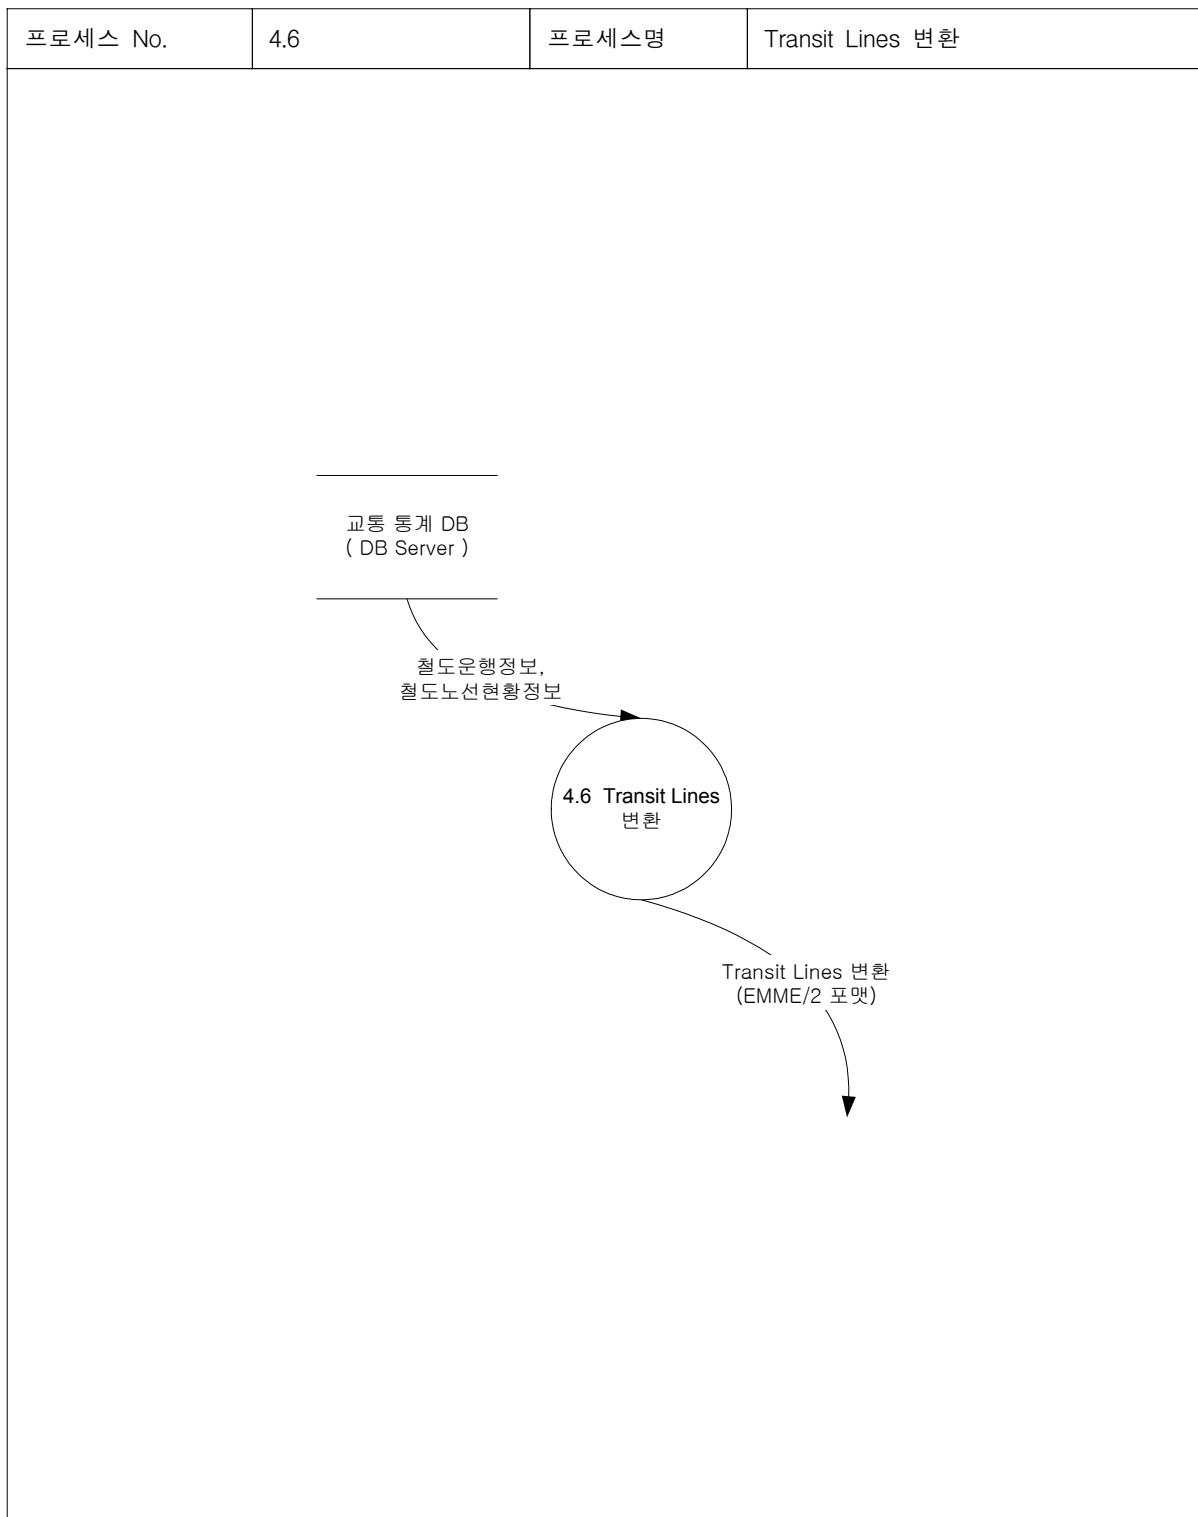 프로세스 No. 4.6 프로세스명 Transit Lines 변환
교통 통계 DB
( DB Server )
철도운행정보,
철도노선현황정보
4.6 Transit Lines
변환
Transit Lines 변환
(EMME/2 포맷)